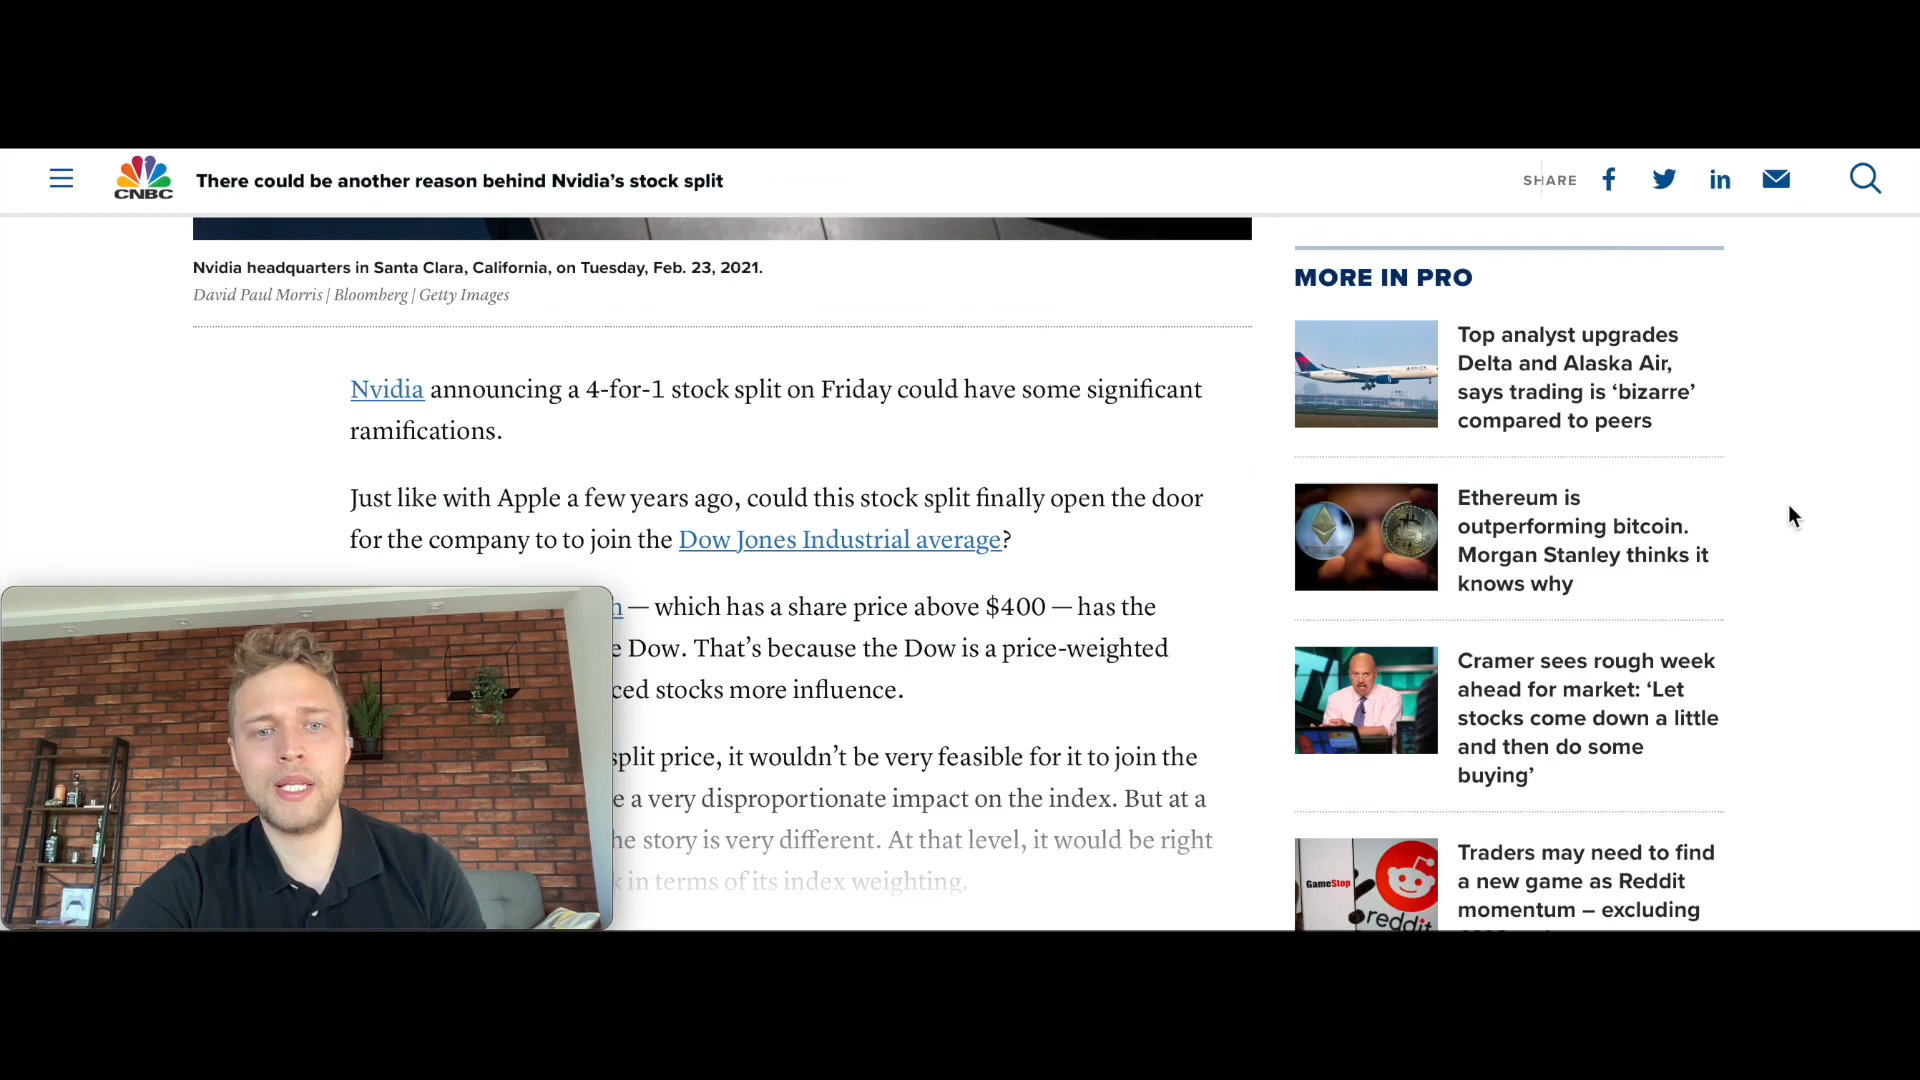 CNBC
There could be another reason behind Nvidia’s stock split
SHARE
Nvidia headquarters in Santa Clara, California, on Tuesday, Feb. 23, 2021.
David Paul Morris | Bloomberg | Getty Images
Nvidia announcing a 4-for-1 stock split on Friday could have some significant
ramifications.
Just like with Apple a few years ago, could this stock split finally open the door
for the company to to join the Dow Jones Industrial average?
— which has a share price above $400 — has the
Dow. That’s because the Dow is a price-weighted
stocks more influence.
split price, it wouldn’t be very feasible for it to join the
a very disproportionate impact on the index. But at a
story is very different. At that level, it would be right
in terms of its index weighting.
MORE IN PRO
Top analyst upgrades
Delta and Alaska Air,
says trading is ‘bizarre’
compared to peers
Ethereum is
outperforming bitcoin.
Morgan Stanley thinks it
knows why
Cramer sees rough week
ahead for market: ‘Let
stocks come down a little
and then do some
buying’
GameStop
reddit
Traders may need to find
a new game as Reddit
momentum – excluding